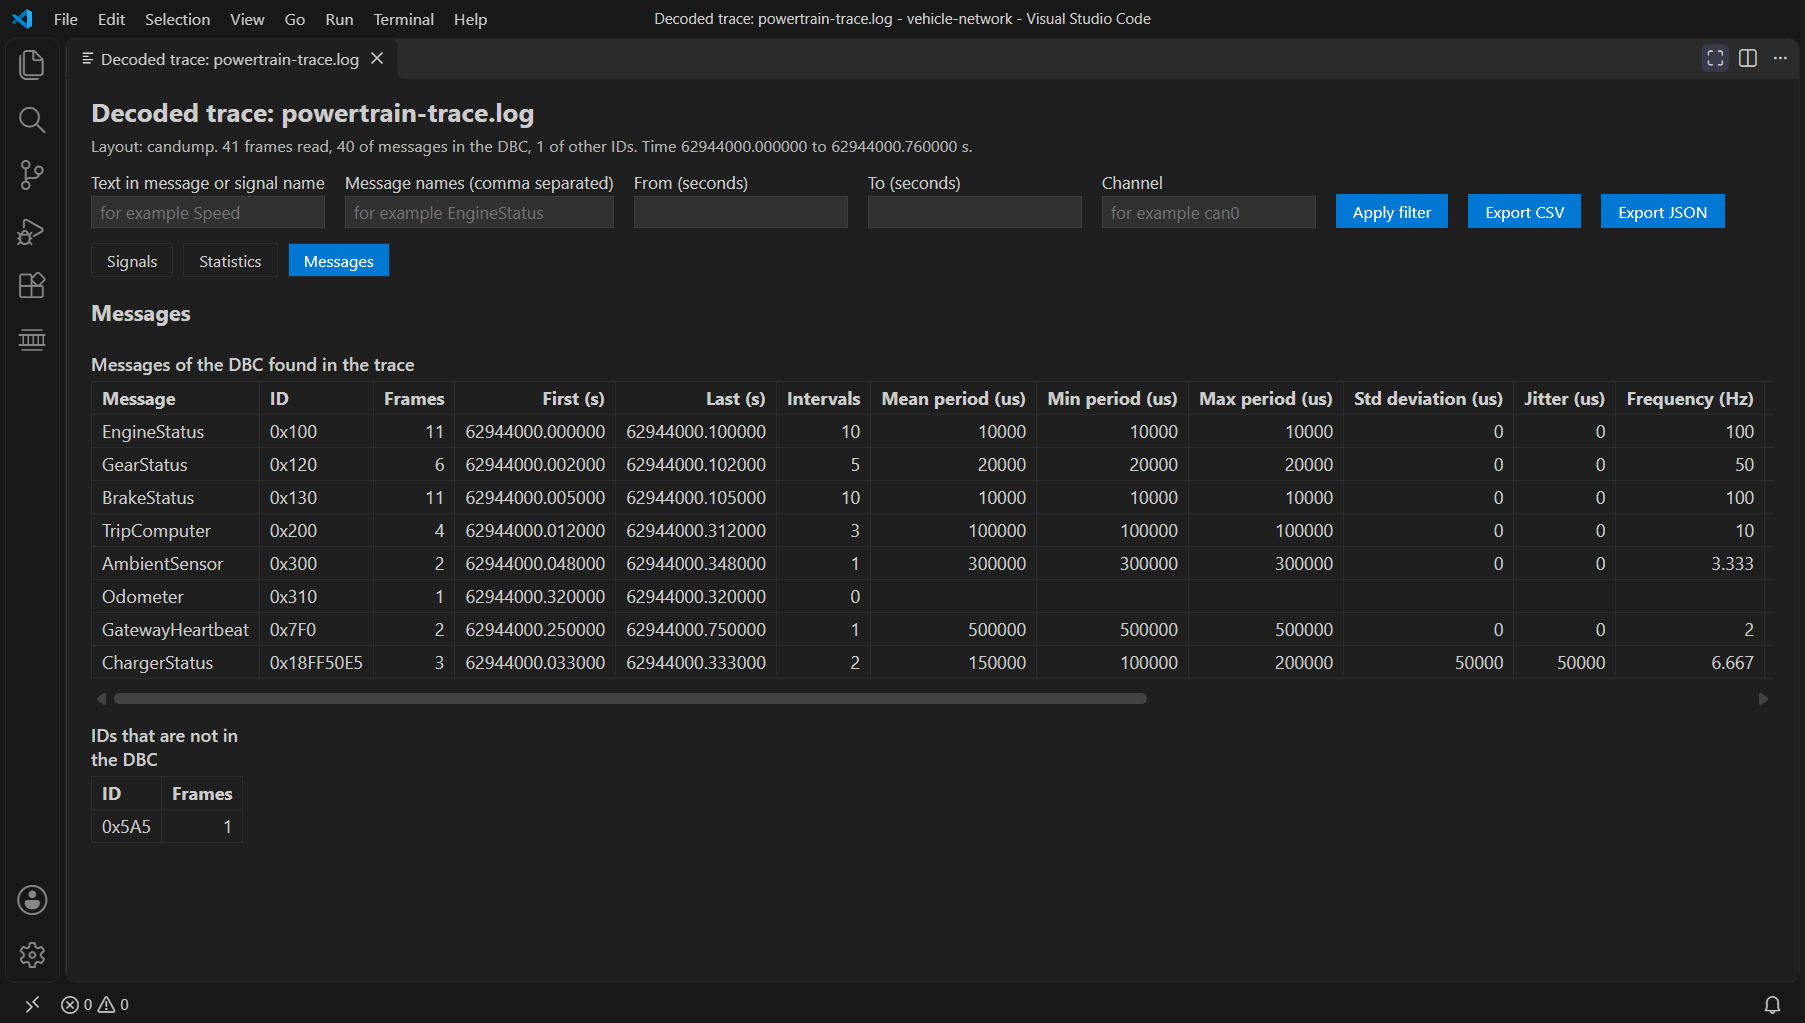 File Edit Selection View Go Run Terminal Help
Decoded trace: powertrain-trace.log - vehicle-network - Visual Studio Code
Decoded trace: powertrain-trace.log
Decoded trace: powertrain-trace.log
Layout: candump. 41 frames read, 40 of messages in the DBC, 1 of other IDs. Time 62944000.000000 to 62944000.760000 s.
Text in message or signal name Message names (comma separated) From (seconds) To (seconds) Channel
for example Speed for example EngineStatus for example can0 Apply filter Export CSV Export JSON
Signals Statistics Messages
Messages
Messages of the DBC found in the trace
Message ID Frames First (s) Last (s) Intervals Mean period (us) Min period (us) Max period (us) Std deviation (us) Jitter (us) Frequency (Hz)
EngineStatus 0x100 11 62944000.000000 62944000.100000 10 10000 10000 10000 0 0 100
GearStatus 0x120 6 62944000.002000 62944000.102000 5 20000 20000 20000 0 0 50
BrakeStatus 0x130 11 62944000.005000 62944000.105000 10 10000 10000 10000 0 0 100
TripComputer 0x200 4 62944000.012000 62944000.312000 3 100000 100000 100000 0 0 10
AmbientSensor 0x300 2 62944000.048000 62944000.348000 1 300000 300000 300000 0 0 3.333
Odometer 0x310 1 62944000.320000 62944000.320000 0
GatewayHeartbeat 0x7F0 2 62944000.250000 62944000.750000 1 500000 500000 500000 0 0 2
ChargerStatus 0x18FF50E5 3 62944000.033000 62944000.333000 2 150000 100000 200000 50000 50000 6.667
IDs that are not in
the DBC
ID Frames
0x5A5 1
0 0